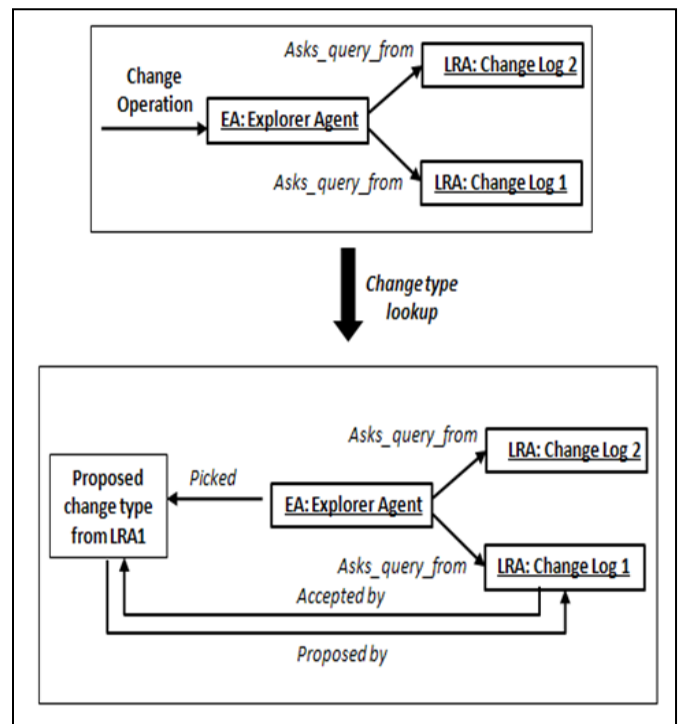 Asks_query_from
LRA: Change Log 2
Change
Operation
EA: Explorer Agent
Asks_query_from
LRA: Change Log 1
Change type
lookup
Asks_query_from
LRA: Change Log 2
Proposed
change type
from LRA1
Picked
EA: Explorer Agent
Asks_query_from
LRA: Change Log 1
Accepted by
Proposed by